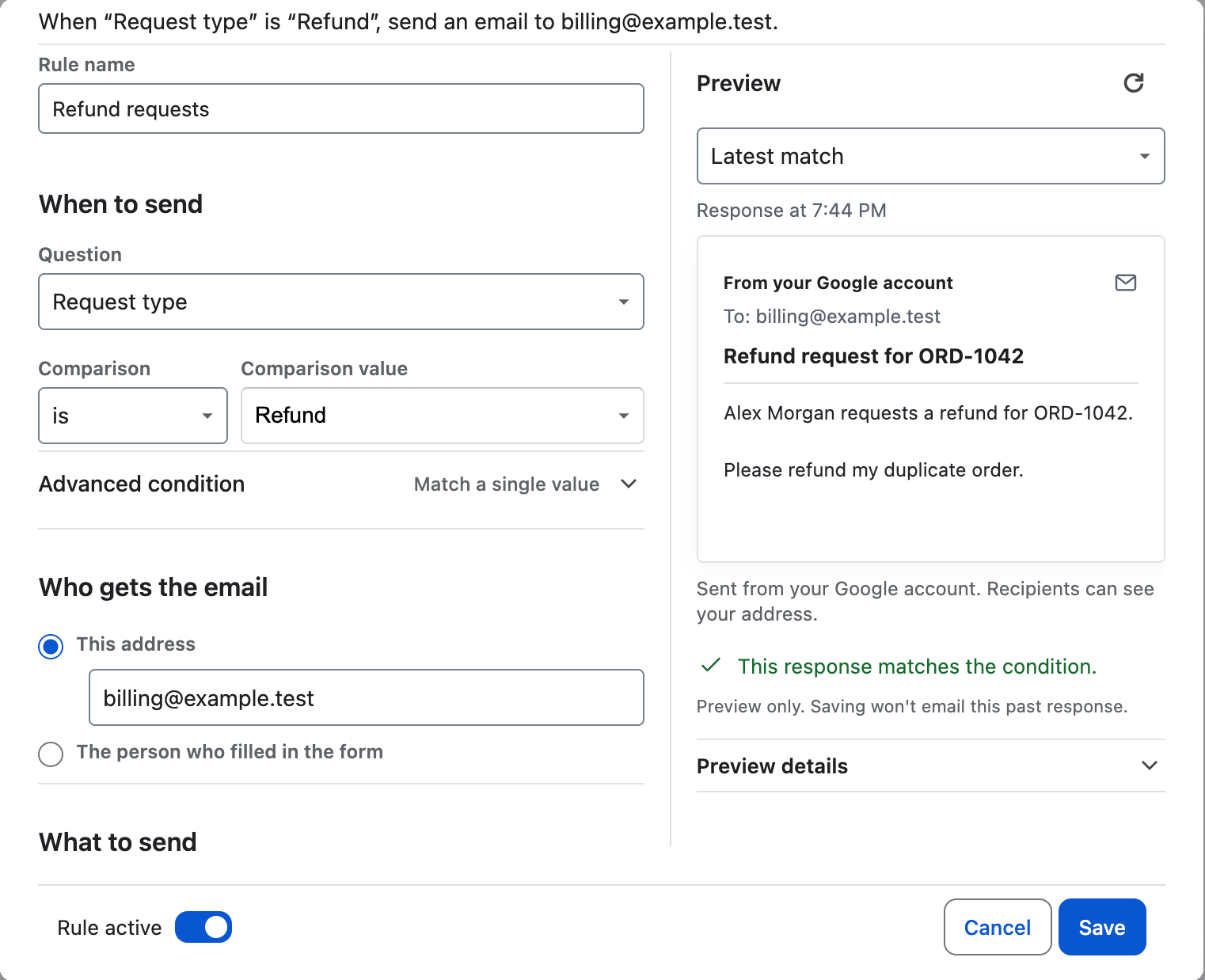 When “Request type” is “Refund”, send an email to billing@example.test.
Rule name
Refund requests
When to send
Question
Request type
Comparison
Comparison value
is
Refund
Advanced condition
Match a single value
Who gets the email
This address
billing@example.test
The person who filled in the form
What to send
Preview
Latest match
Response at 7:44 PM
From your Google account
To: billing@example.test
Refund request for ORD-1042
Alex Morgan requests a refund for ORD-1042.
Please refund my duplicate order.
Sent from your Google account. Recipients can see
your address.
This response matches the condition.
Preview only. Saving won't email this past response.
Preview details
Rule active
Cancel
Save